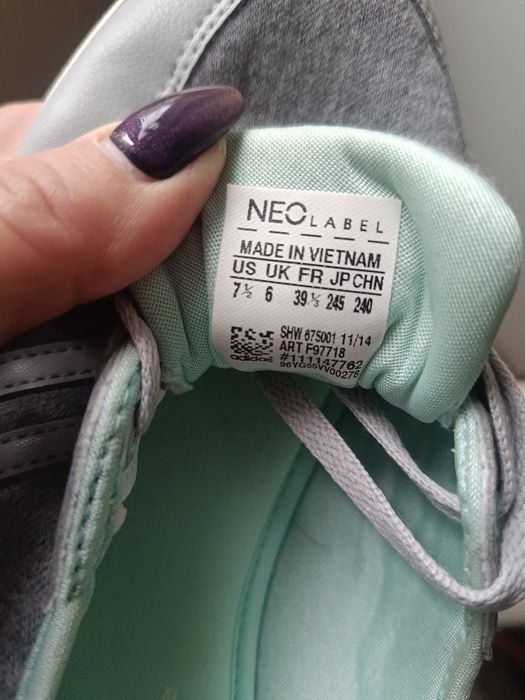 NEO LABEL
MADE IN VIETNAM
US UK FR JP CHN
7½ 6 39⅓ 245 240
SHW 675001 11/14
ART F97718
#111147762
adidas 96YG66VV00278